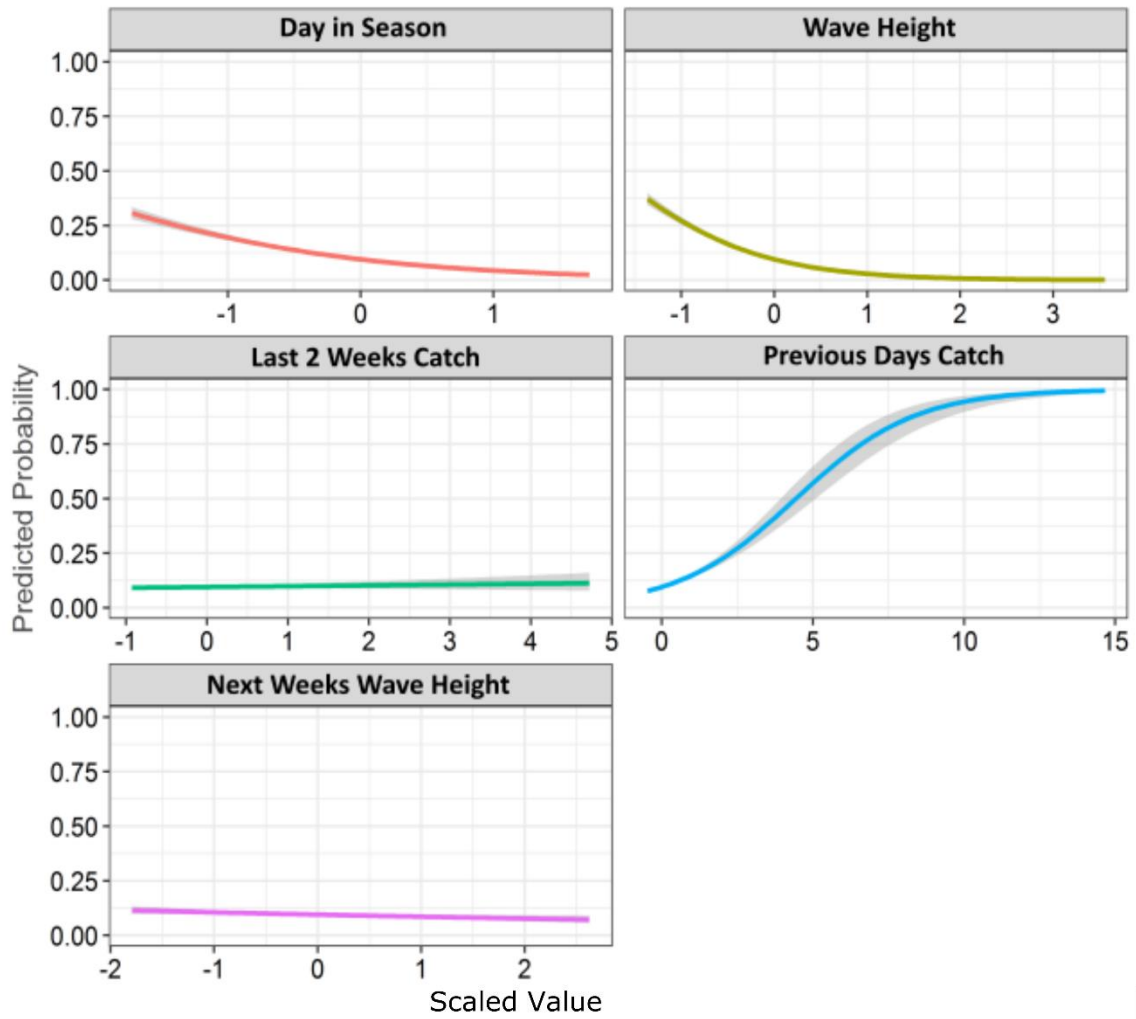 Day in Season
Wave Height
1.00
0.75
0.50
0.25
0.00
-1 0 1
-1 0 1 2 3
Last 2 Weeks Catch
Previous Days Catch
Predicted Probability
1.00
0.75
0.50
0.25
0.00
-1 0 1 2 3 4 5
0 5 10 15
Next Weeks Wave Height
1.00
0.75
0.50
0.25
0.00
-2 -1 0 1 2
Scaled Value